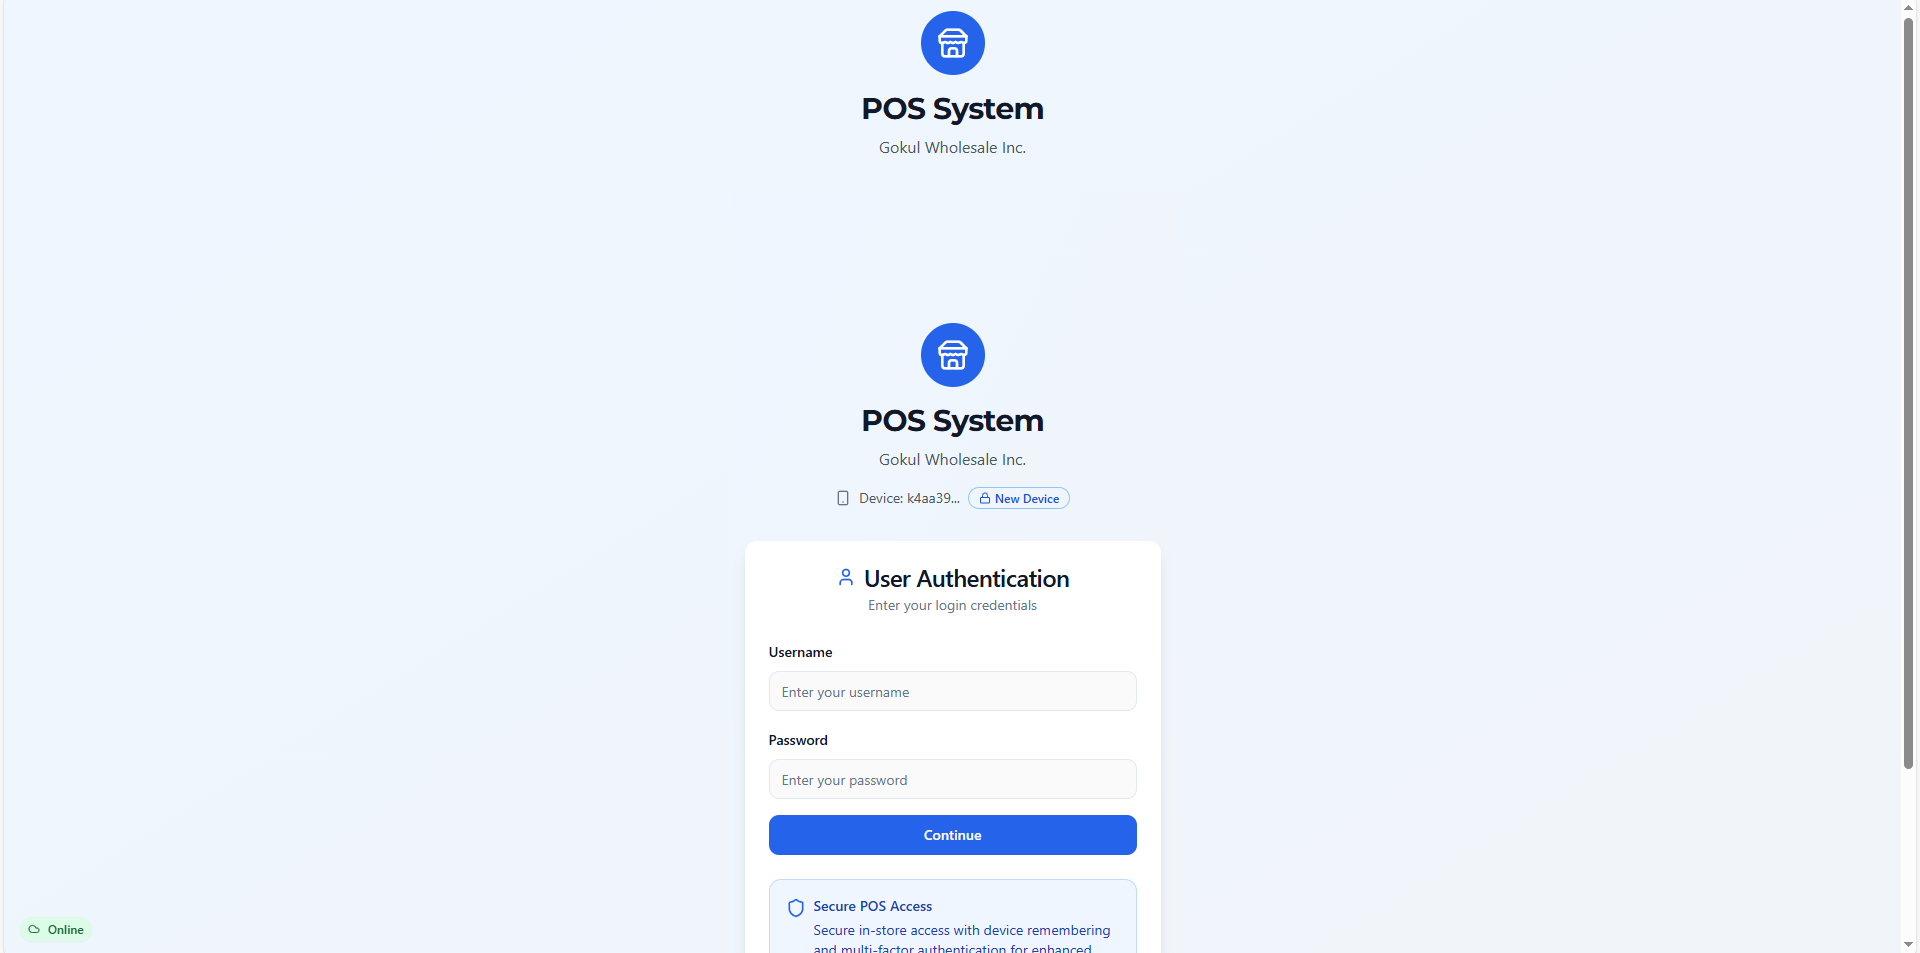 POS System
Gokul Wholesale Inc.
POS System
Gokul Wholesale Inc.
Device: k4aa39... New Device
User Authentication
Enter your login credentials
Username
Enter your username
Password
Enter your password
Continue
Secure POS Access
Secure in-store access with device remembering
and multi-factor authentication for enhanced
Online